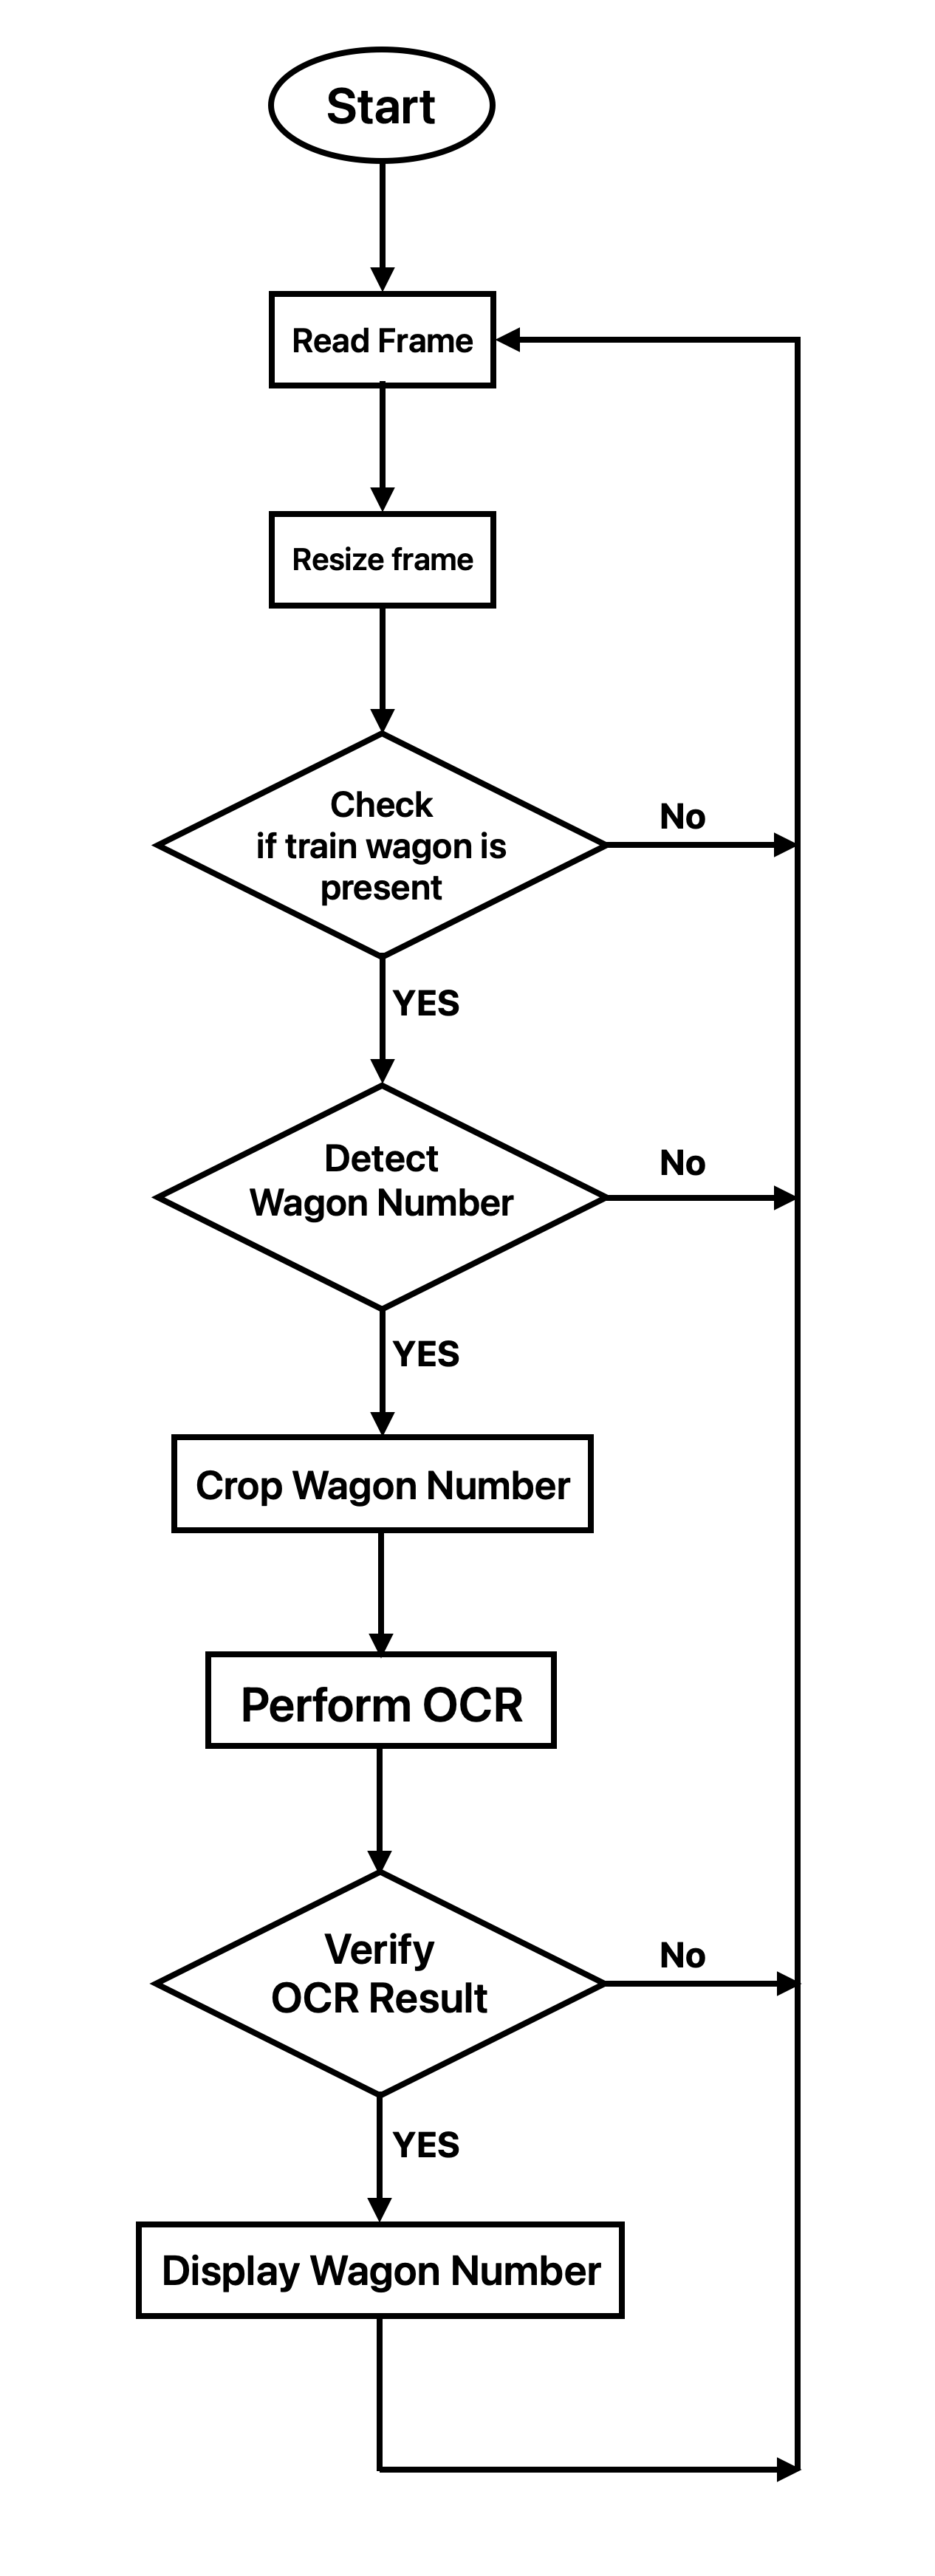 Start
Read Frame
Resize frame
Check
if train wagon is
present
No
YES
Detect
Wagon Number
No
YES
Crop Wagon Number
Perform OCR
Verify
OCR Result
No
YES
Display Wagon Number